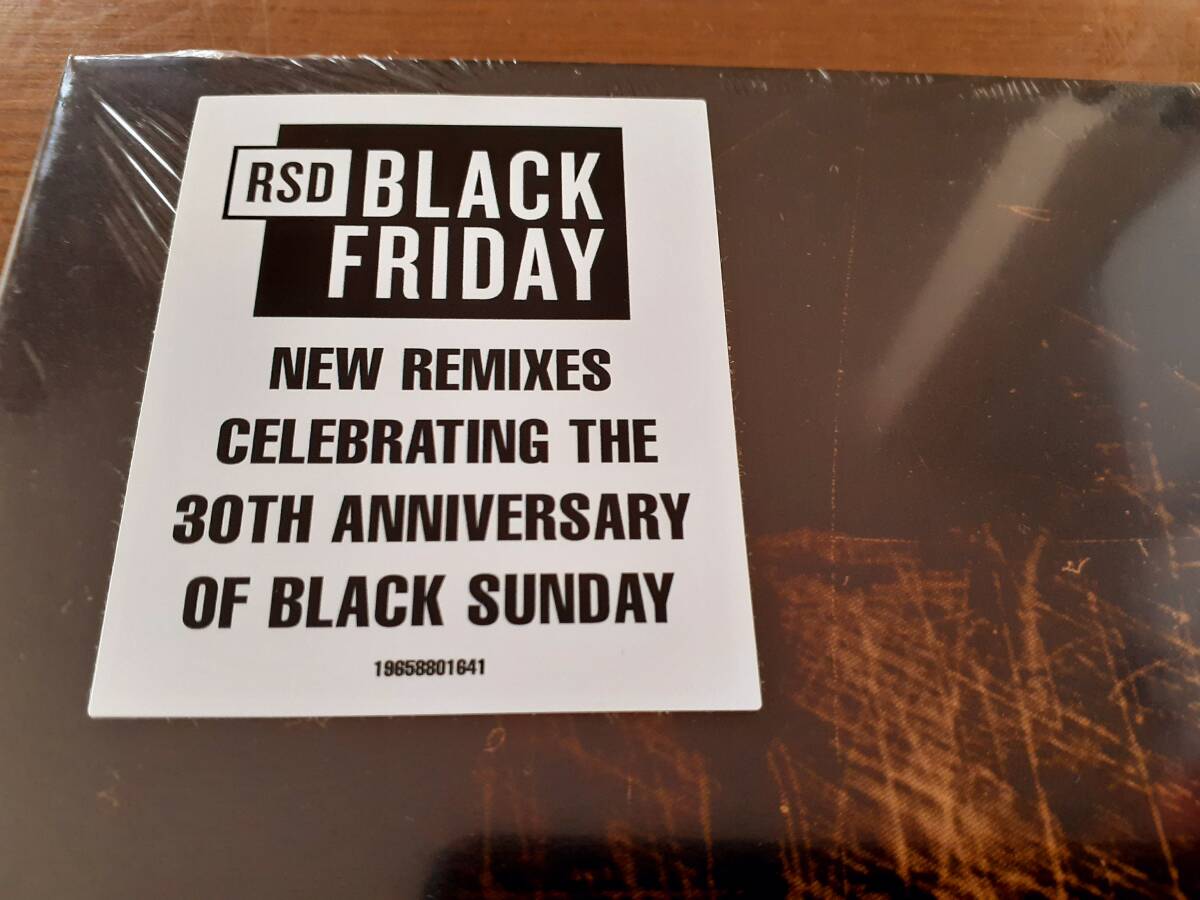 RSD BLACK
FRIDAY
NEW REMIXES
CELEBRATING THE
30TH ANNIVERSARY
OF BLACK SUNDAY
19658801641